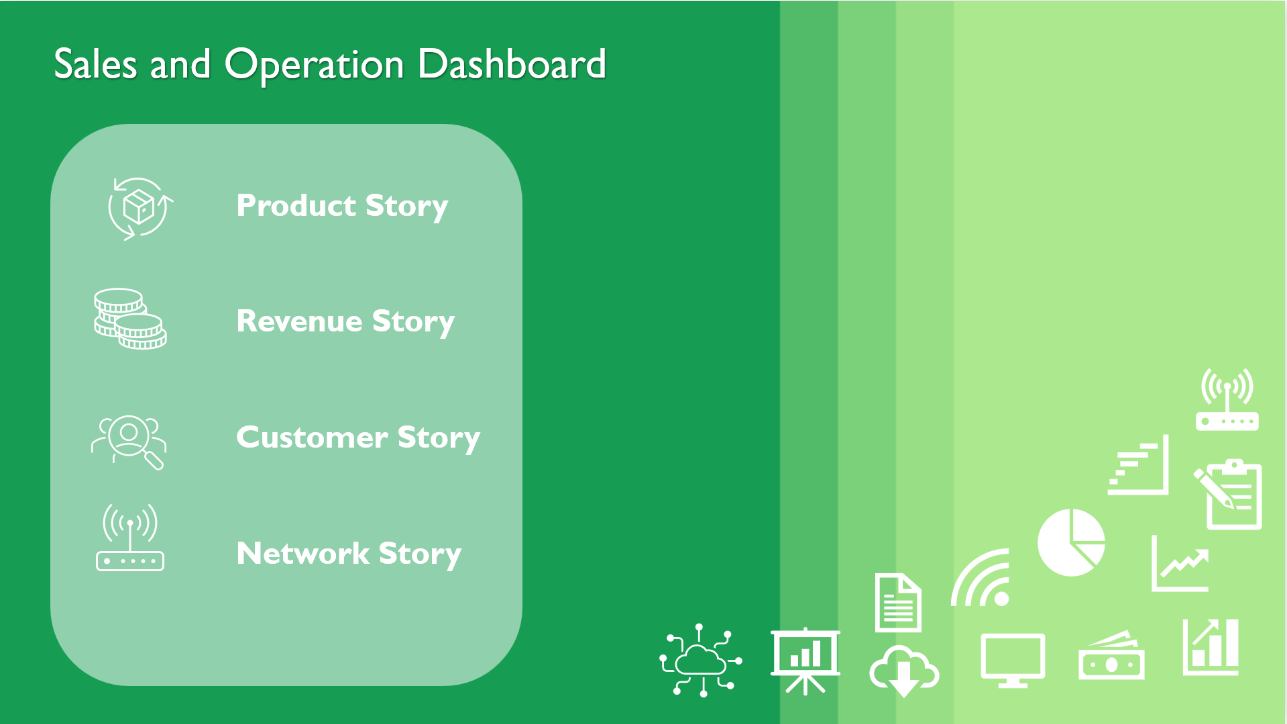 Sales and Operation Dashboard
Product Story
Revenue Story
Customer Story
Network Story